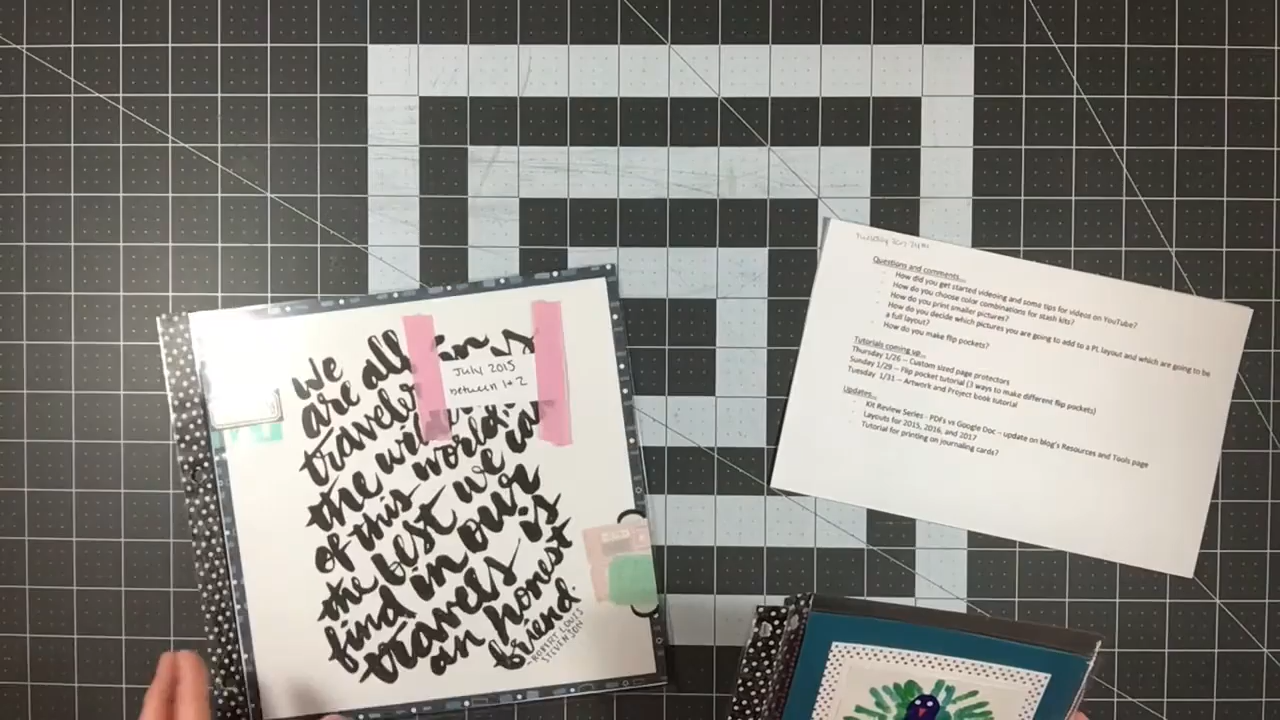 we
are all in
travelers
the wil
of this world:
the best we ca
find in our
travels is
an honest
friend.
-ROBERT LOUIS
STEVENSON
July 2015
between 1+2
Tuesday Jan 24th
Questions and comments…
- How did you get started videoing and some tips for videos on YouTube?
- How do you choose color combinations for stash kits?
- How do you print smaller pictures?
- How do you decide which pictures you are going to add to a PL layout and which are going to be
a full layout?
- How do you make flip pockets?
Tutorials coming up…
Thursday 1/26 – Custom sized page protectors
Sunday 1/29 – Flip pocket tutorial (3 ways to make different flip pockets)
Tuesday 1/31 – Artwork and Project book tutorial
Updates…
- Kit Review Series - PDFs vs Google Doc – update on blog's Resources and Tools page
- Layouts for 2015, 2016, and 2017
- Tutorial for printing on journaling cards?